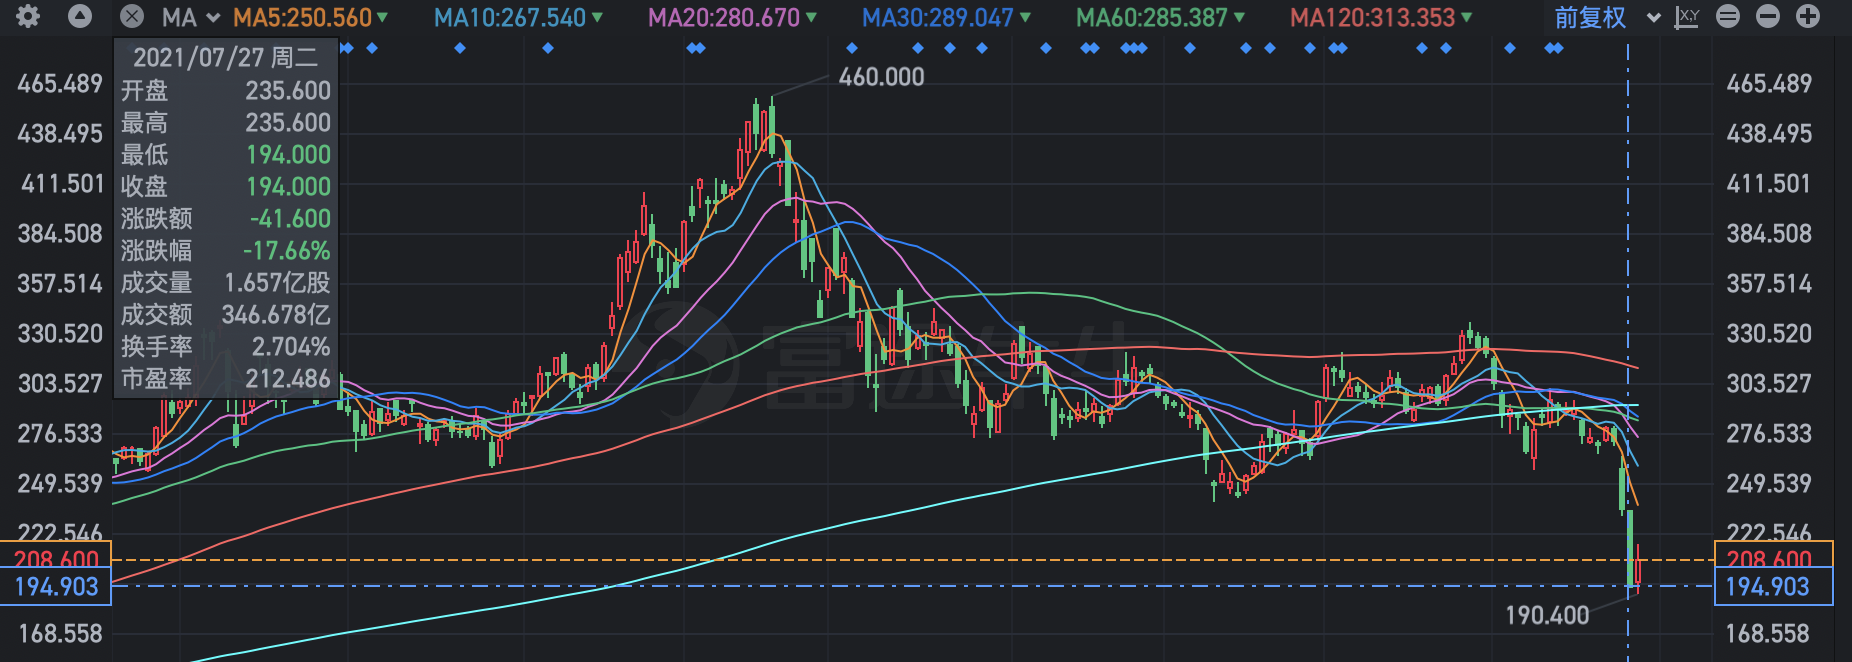 MA MA5:250.560 MA10:267.540 MA20:280.670 MA30:289.047 MA60:285.387 MA120:313.353 前复权 X,Y
2021/07/27 周二
开盘 235.600
最高 235.600
最低 194.000
收盘 194.000
涨跌额 -41.600
涨跌幅 -17.66%
成交量 1.657亿股
成交额 346.678亿
换手率 2.704%
市盈率 212.486
465.489
438.495
411.501
384.508
357.514
330.520
303.527
276.533
249.539
222.546
208.600
194.903
168.558
460.000
富途牛牛
190.400
465.489
438.495
411.501
384.508
357.514
330.520
303.527
276.533
249.539
222.546
208.600
194.903
168.558